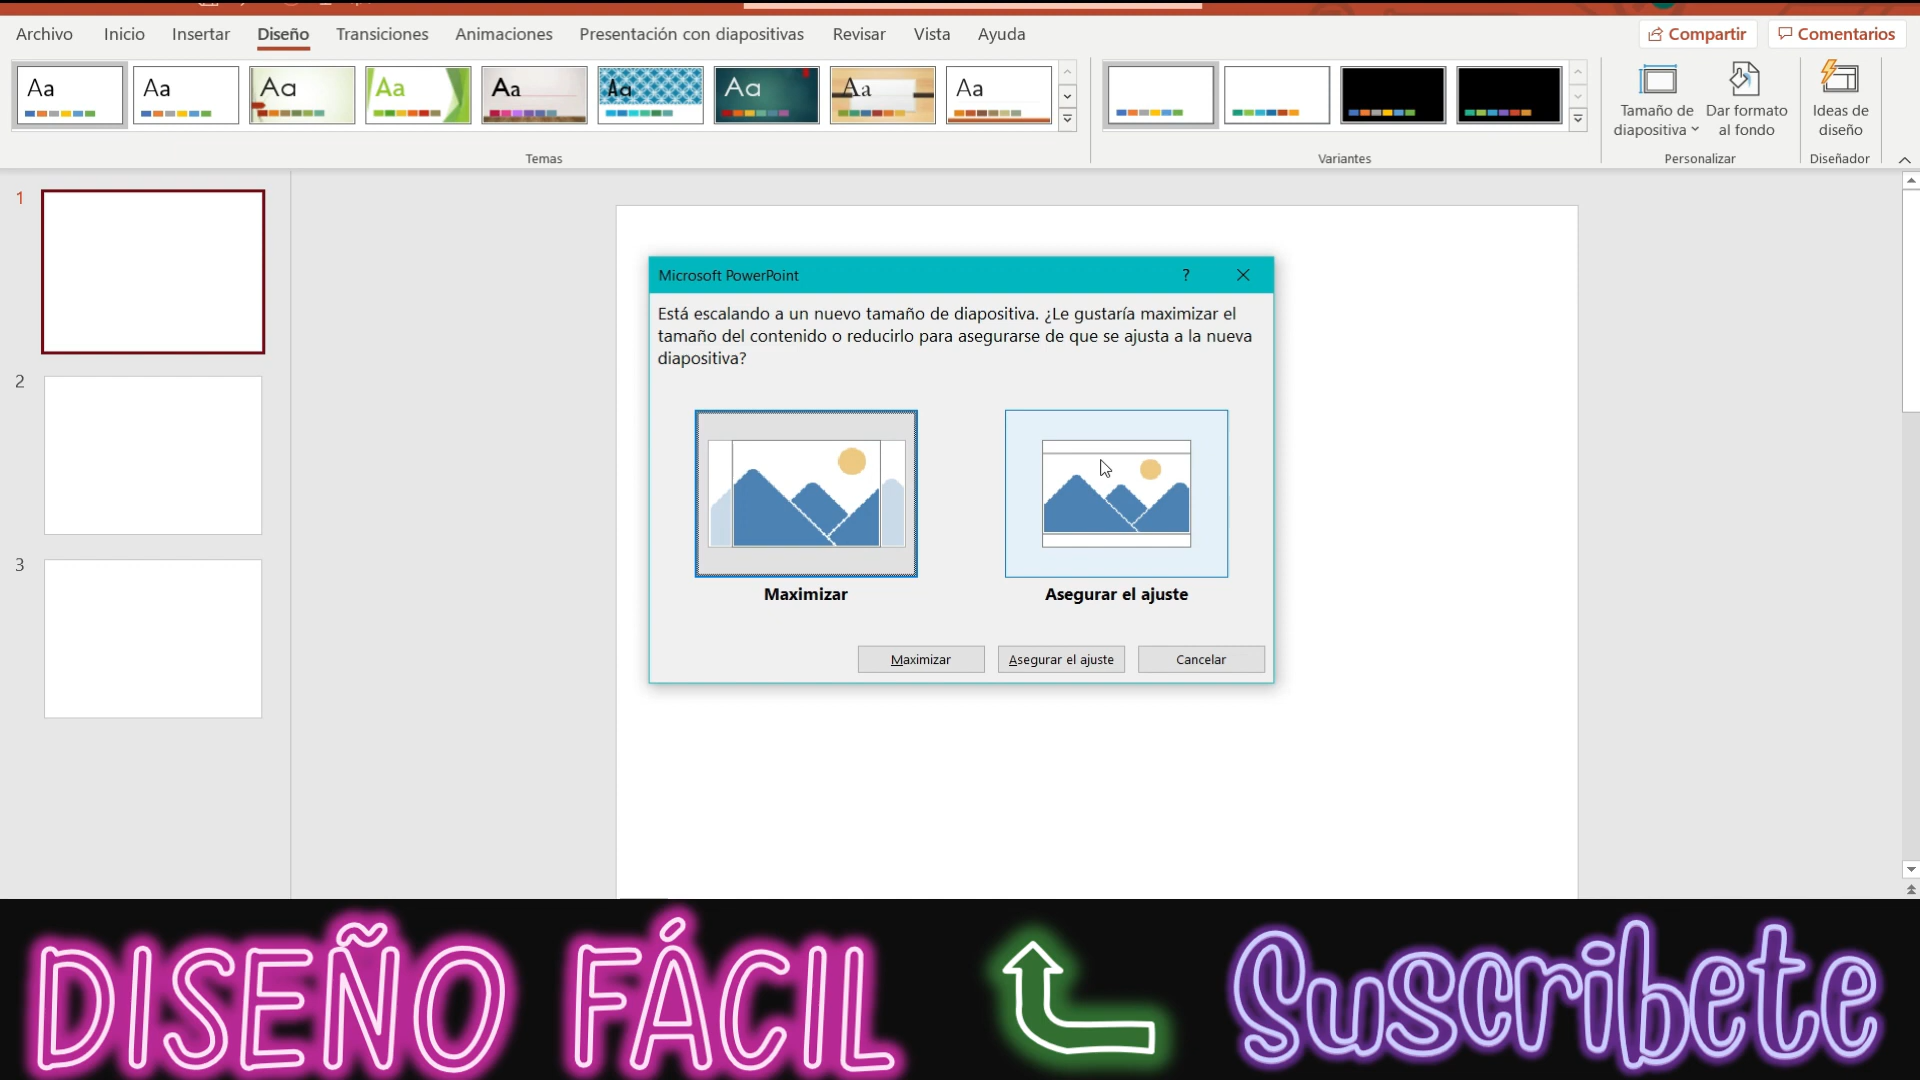 Archivo Inicio Insertar Diseño Transiciones Animaciones Presentación con diapositivas Revisar Vista Ayuda Compartir Comentarios
Aa Aa Aa Aa Aa Aa Aa Aa Aa
Tamaño de diapositiva
Dar formato al fondo
Ideas de diseño
Temas Variantes Personalizar Diseñador
1
2
3
Microsoft PowerPoint ?
Está escalando a un nuevo tamaño de diapositiva. ¿Le gustaría maximizar el
tamaño del contenido o reducirlo para asegurarse de que se ajusta a la nueva
diapositiva?
Maximizar Asegurar el ajuste
Maximizar Asegurar el ajuste Cancelar
DISEÑO FÁCIL Suscribete